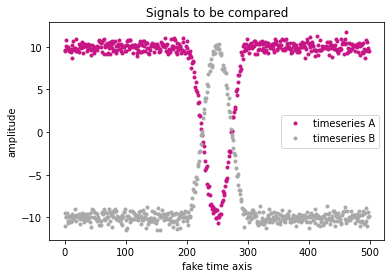 Signals to be compared
amplitude
10
5
0
−5
−10
timeseries A
timeseries B
0
100
200
300
400
500
fake time axis